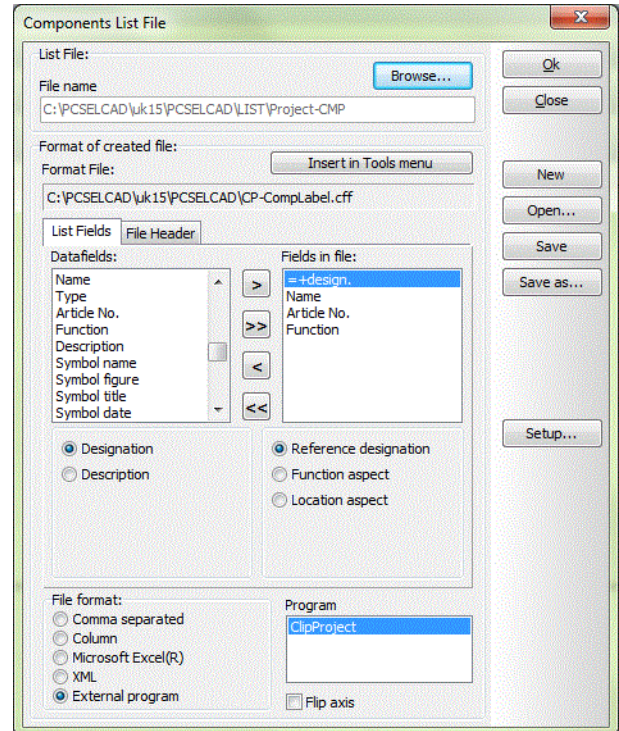 Components List File
x
List File:
Browse...
File name
C:\PCSELCAD\uk15\PCSELCAD\LIST\Project-CMP
Ok
Close
Format of created file:
Format File:
Insert in Tools menu
C:\PCSELCAD\uk15\PCSELCAD\CP-CompLabel.cff
New
Open...
Save
Save as...
Setup...
List Fields
File Header
Datafields:
Name
Type
Article No.
Function
Description
Symbol name
Symbol figure
Symbol title
Symbol date
>
>>
<
<<
Fields in file:
=+design.
Name
Article No.
Function
Designation
Description
Reference designation
Function aspect
Location aspect
File format:
Comma separated
Column
Microsoft Excel(R)
XML
External program
Program
ClipProject
Flip axis